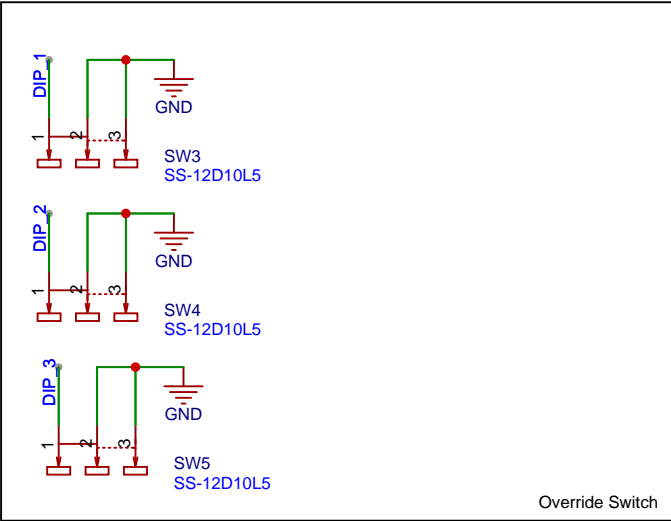 DIP_1
GND
1
2
3
SW3
SS-12D10L5
DIP_2
GND
1
2
3
SW4
SS-12D10L5
DIP_3
GND
1
2
3
SW5
SS-12D10L5
Override Switch